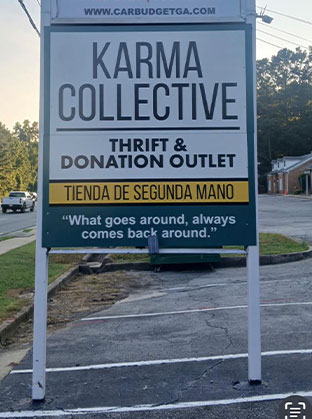 WWW.CARBUDGETGA.COM
KARMA
COLLECTIVE
THRIFT &
DONATION OUTLET
TIENDA DE SEGUNDA MANO
“What goes around, always
comes back around.”